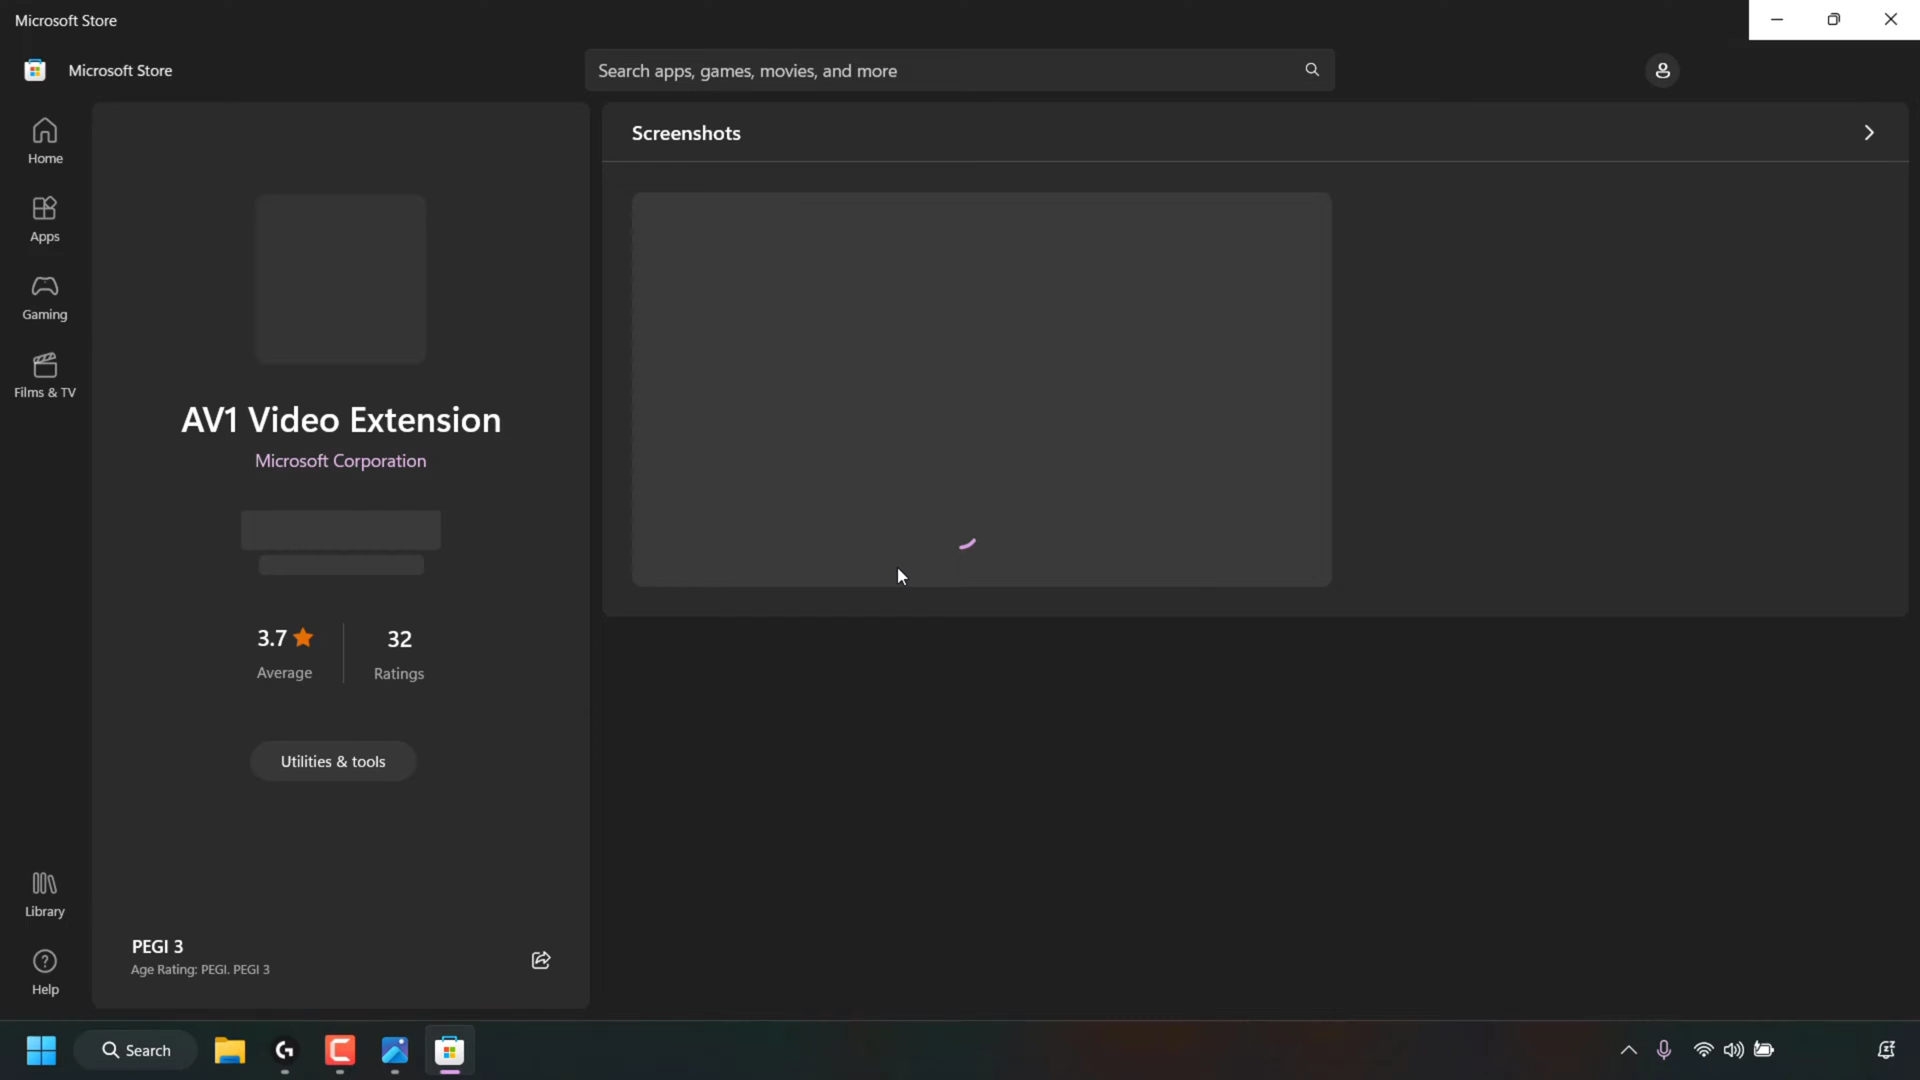 Microsoft Store
Microsoft Store
Search apps, games, movies, and more
Home
Apps
Gaming
Films & TV
Library
Help
AV1 Video Extension
Microsoft Corporation
3.7
Average
32
Ratings
Utilities & tools
PEGI 3
Age Rating: PEGI. PEGI 3
Screenshots
Search